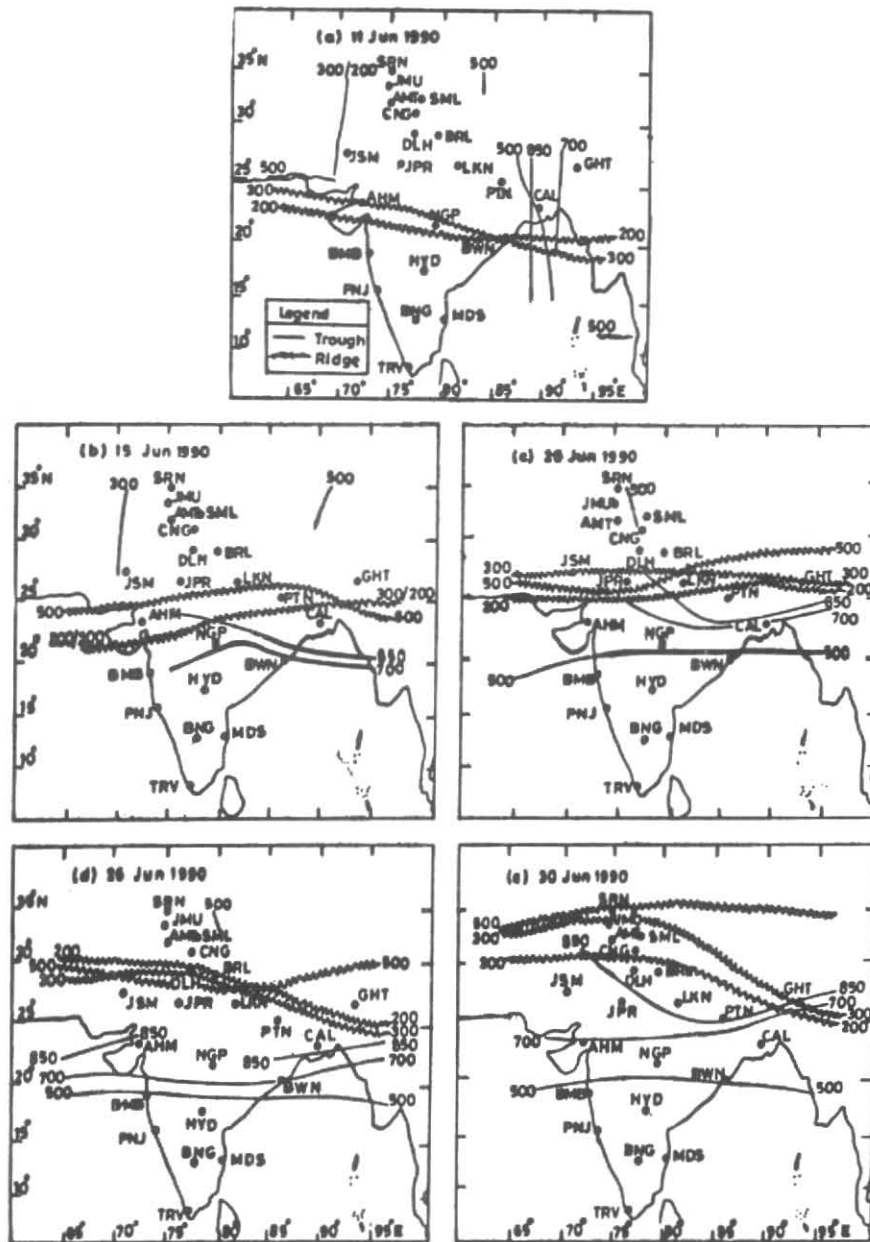 (a) 11 Jun 1990
35°N
30°
25°
20°
15°
10°
300/200
SRN
JMU
AMT SML
CNG
500
DLH BRL
JSM
JPR
LKN
500 850 700
GHT
PTN
CAL
500
300
200
AHM
NGP
BWN
200
300
BMB
HYD
PNJ
Legend
Trough
Ridge
BNG MDS
500
TRV
65° 70° 75° 80° 85° 90° 95°E
(b) 15 Jun 1990
35°N
30°
25°
20°
15°
10°
300
SRN
JMU
AMT SML
CNG
500
DLH BRL
JSM JPR LKN
GHT
PTN
300/200
500
500
AHM
CAL
NGP
850
700
BWN
BMB
HYD
PNJ
BNG MDS
TRV
SRN
500
JMU
SML
AMT
CNG
JSM
DLH
BRL
500
300
500
JPR
LKN
GHT
300
200
PTN
850
700
AHM
NGP
CAL
BWN
500
500
BMB
HYD
PNJ
BNG MDS
TRV
35°N
30°
25°
20°
15°
10°
SRN
500
JMU
SML
CNG
200
500
BRL
500
DLH
JSM JPR LKN
GHT
200
300
PTN
850
850
AHM
CAL
850
850
NGP
700
700
BWN
500
500
BMB
HYD
PNJ
BNG MDS
TRV
65° 70° 75° 80° 85° 90° 95°E
(e) 30 Jun 1990
SRN
JMU
500
300
850
AMT SML
CNG
DLH
JSM
JPR
LKN
PTN
GHT
850
700
300
200
700
AHM
CAL
NGP
500
BWN
500
BMB
HYD
PNJ
BNG MDS
TRV
65° 70° 75° 80° 85° 90° 95°E